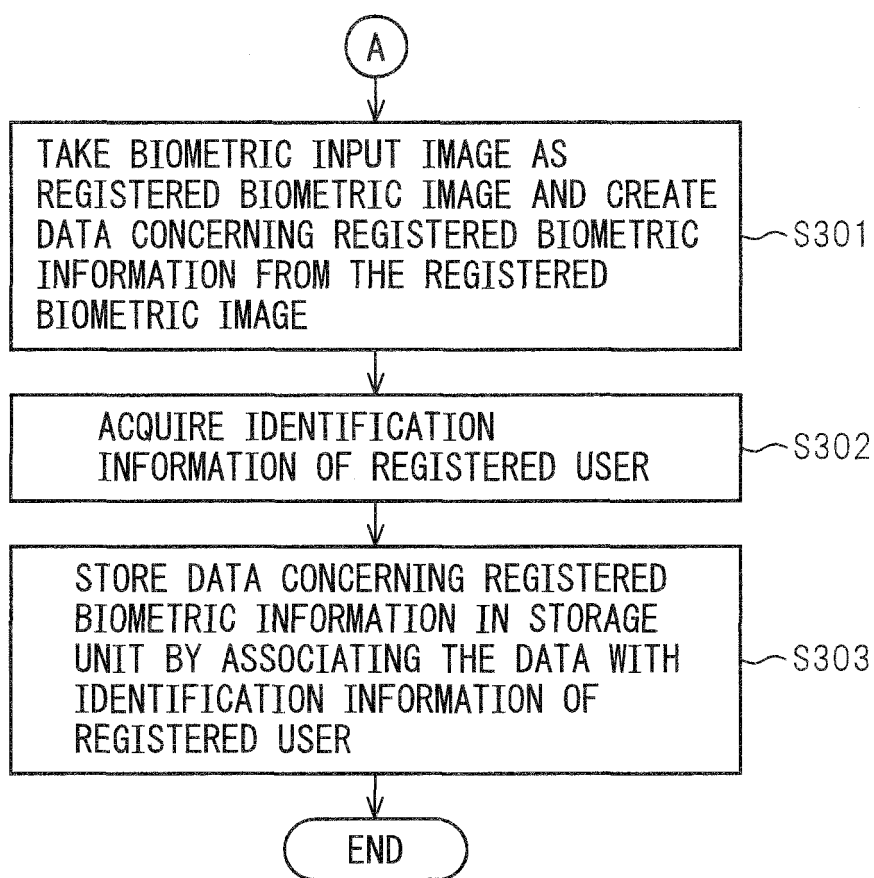 A
TAKE BIOMETRIC INPUT IMAGE AS
REGISTERED BIOMETRIC IMAGE AND CREATE
DATA CONCERNING REGISTERED BIOMETRIC
INFORMATION FROM THE REGISTERED
BIOMETRIC IMAGE
S301
ACQUIRE IDENTIFICATION
INFORMATION OF REGISTERED USER
S302
STORE DATA CONCERNING REGISTERED
BIOMETRIC INFORMATION IN STORAGE
UNIT BY ASSOCIATING THE DATA WITH
IDENTIFICATION INFORMATION OF
REGISTERED USER
S303
END